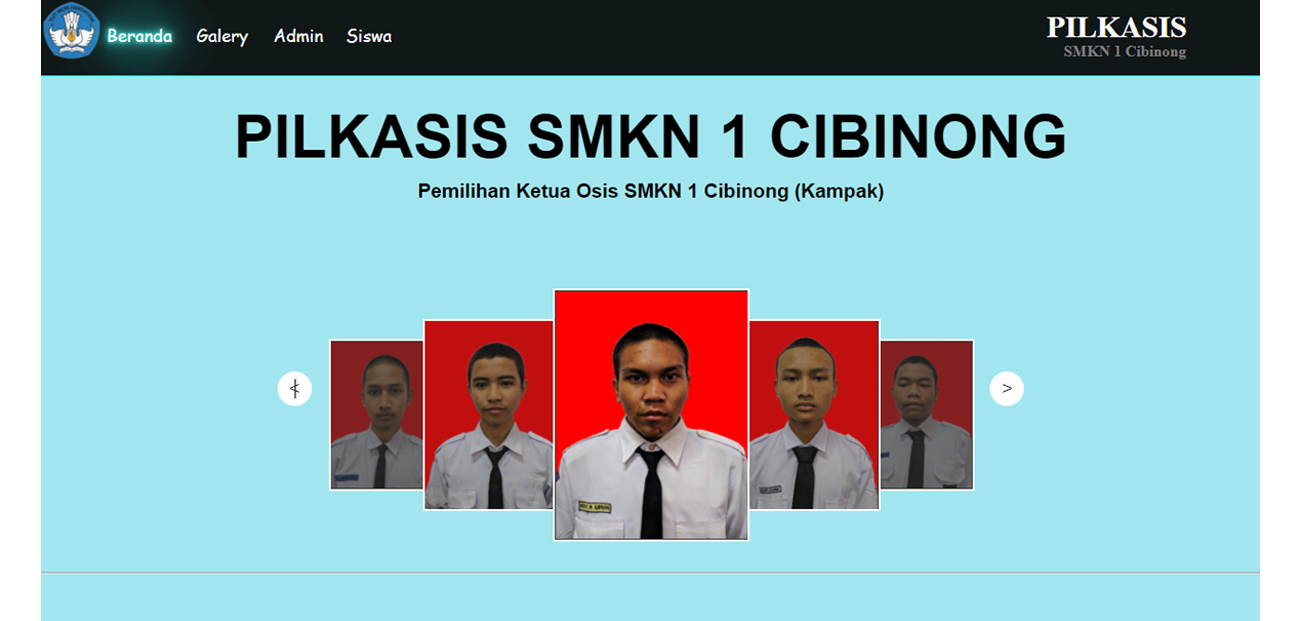 Beranda Galery Admin Siswa
PILKASIS
SMKN 1 Cibinong
PILKASIS SMKN 1 CIBINONG
Pemilihan Ketua Osis SMKN 1 Cibinong (Kampak)
< >